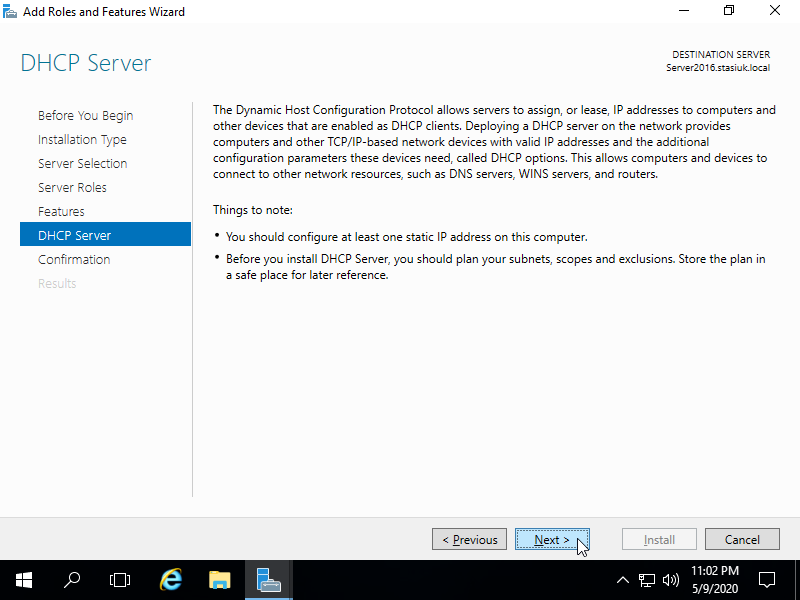 Add Roles and Features Wizard
DHCP Server
DESTINATION SERVER
Server2016.stasiuk.local
Before You Begin
Installation Type
Server Selection
Server Roles
Features
DHCP Server
Confirmation
Results
The Dynamic Host Configuration Protocol allows servers to assign, or lease, IP addresses to computers and
other devices that are enabled as DHCP clients. Deploying a DHCP server on the network provides
computers and other TCP/IP-based network devices with valid IP addresses and the additional
configuration parameters these devices need, called DHCP options. This allows computers and devices to
connect to other network resources, such as DNS servers, WINS servers, and routers.
Things to note:
• You should configure at least one static IP address on this computer.
• Before you install DHCP Server, you should plan your subnets, scopes and exclusions. Store the plan in
a safe place for later reference.
< Previous
Next >
Install
Cancel
11:02 PM
5/9/2020